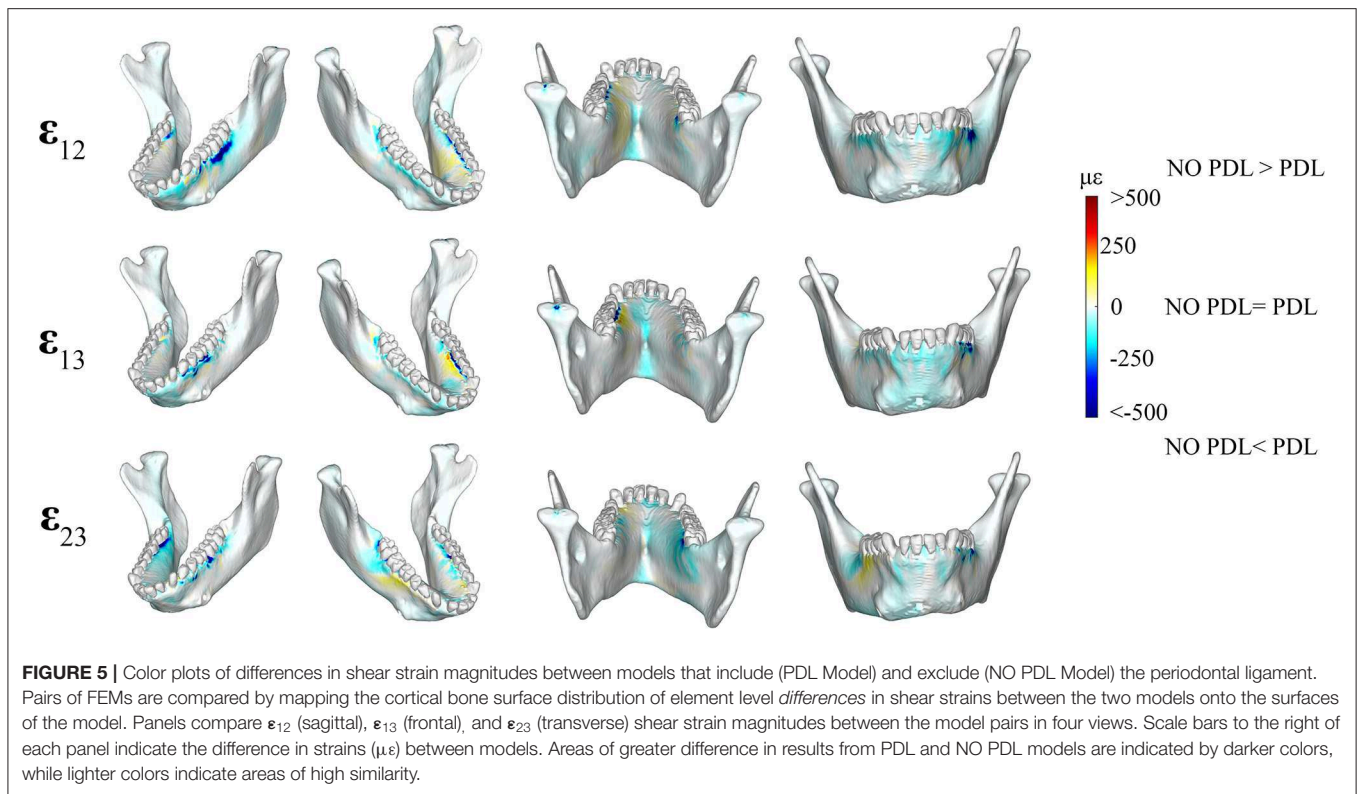 ε12
ε13
ε23
NO PDL > PDL
με
>500
250
0
NO PDL= PDL
-250
<-500
NO PDL< PDL
FIGURE 5 | Color plots of differences in shear strain magnitudes between models that include (PDL Model) and exclude (NO PDL Model) the periodontal ligament.
Pairs of FEMs are compared by mapping the cortical bone surface distribution of element level differences in shear strains between the two models onto the surfaces
of the model. Panels compare ε12 (sagittal), ε13 (frontal), and ε23 (transverse) shear strain magnitudes between the model pairs in four views. Scale bars to the right of
each panel indicate the difference in strains (με) between models. Areas of greater difference in results from PDL and NO PDL models are indicated by darker colors,
while lighter colors indicate areas of high similarity.